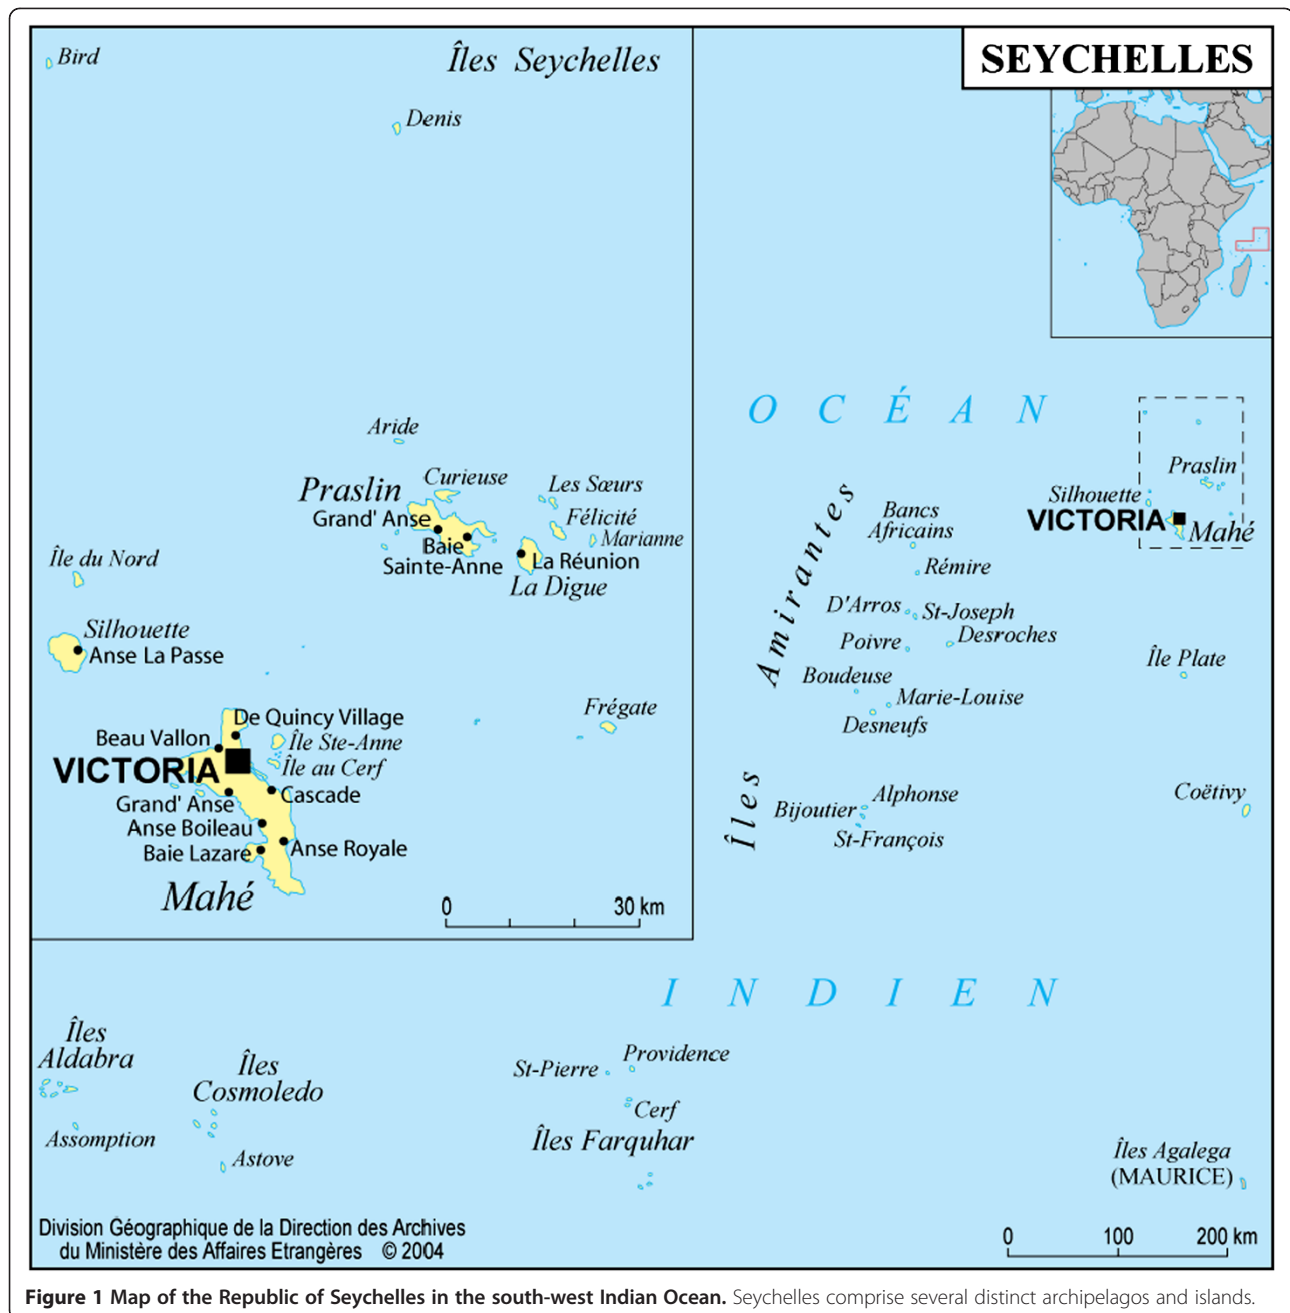 SEYCHELLES
Îles Seychelles
Bird
Denis
Aride
Praslin
Curieuse
Les Sœurs
Grand' Anse
Félicité
Marianne
Baie
Sainte-Anne
La Réunion
La Digue
Île du Nord
Silhouette
Anse La Passe
Frégate
De Quincy Village
Beau Vallon
Île Ste-Anne
VICTORIA
Île au Cerf
Grand' Anse
Cascade
Anse Boileau
Baie Lazare
Anse Royale
Mahé
0 30 km
OCÉAN
Praslin
Silhouette
VICTORIA
Mahé
Îles Amirantes
Bancs
Africains
Rémire
D'Arros
St-Joseph
Poivre
Desroches
Île Plate
Boudeuse
Marie-Louise
Desneufs
Coëtivy
Alphonse
Bijoutier
St-François
INDIEN
Îles
Aldabra
Îles
Cosmoledo
Assomption
Astove
St-Pierre
Providence
Cerf
Îles Farquhar
Îles Agalega
(MAURICE)
Division Géographique de la Direction des Archives
du Ministère des Affaires Etrangères © 2004
0 100 200 km
Figure 1 Map of the Republic of Seychelles in the south-west Indian Ocean. Seychelles comprise several distinct archipelagos and islands.